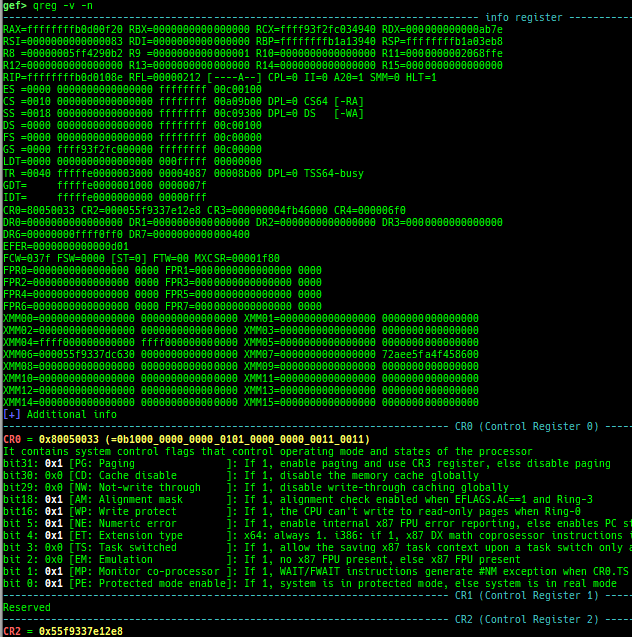 gef> qreg -v -n
info register
RAX=ffffffffb0d00f20 RBX=0000000000000000 RCX=ffff93f2fc034940 RDX=000000000000ab7e
RSI=0000000000000083 RDI=0000000000000000 RBP=ffffffffb1a13940 RSP=ffffffffb1a03eb8
R8 =00000005ff4290b2 R9 =0000000000000001 R10=0000000000000000 R11=00000000002068ffe
R12=0000000000000000 R13=0000000000000000 R14=0000000000000000 R15=0000000000000000
RIP=ffffffffb0d0108e RFL=00000212 [----A--] CPL=0 II=0 A20=1 SMM=0 HLT=1
ES =0000 0000000000000000 ffffffff 00c00100
CS =0010 0000000000000000 ffffffff 00a09b00 DPL=0 CS64 [-RA]
SS =0018 0000000000000000 ffffffff 00c09300 DPL=0 DS   [-WA]
DS =0000 0000000000000000 ffffffff 00c00100
FS =0000 0000000000000000 ffffffff 00c00000
GS =0000 ffff93f2fc000000 ffffffff 00c00000
LDT=0000 0000000000000000 000fffff 00000000
TR =0040 fffffe0000003000 00004087 00008b00 DPL=0 TSS64-busy
GDT=     fffffe0000001000 0000007f
IDT=     fffffe0000000000 00000fff
CR0=80050033 CR2=000055f9337e12e8 CR3=000000004fb46000 CR4=000006f0
DR0=0000000000000000 DR1=0000000000000000 DR2=0000000000000000 DR3=0000000000000000
DR6=00000000ffff0ff0 DR7=0000000000000400
EFER=0000000000000d01
FCW=037f FSW=0000 [ST=0] FTW=00 MXCSR=00001f80
FPR0=0000000000000000 0000 FPR1=0000000000000000 0000
FPR2=0000000000000000 0000 FPR3=0000000000000000 0000
FPR4=0000000000000000 0000 FPR5=0000000000000000 0000
FPR6=0000000000000000 0000 FPR7=0000000000000000 0000
XMM00=0000000000000000 0000000000000000 XMM01=0000000000000000 0000000000000000
XMM02=0000000000000000 0000000000000000 XMM03=0000000000000000 0000000000000000
XMM04=ffff000000000000 ffff000000000000 XMM05=0000000000000000 0000000000000000
XMM06=000055f9337dc630 0000000000000000 XMM07=0000000000000000 72aee5fa4f458600
XMM08=0000000000000000 0000000000000000 XMM09=0000000000000000 0000000000000000
XMM10=0000000000000000 0000000000000000 XMM11=0000000000000000 0000000000000000
XMM12=0000000000000000 0000000000000000 XMM13=0000000000000000 0000000000000000
XMM14=0000000000000000 0000000000000000 XMM15=0000000000000000 0000000000000000
[+] Additional info
CR0 (Control Register 0)
CR0 = 0x80050033 (=0b1000_0000_0000_0101_0000_0000_0011_0011)
It contains system control flags that control operating mode and states of the processor
bit31: 0x1 [PG: Paging               ]: If 1, enable paging and use CR3 register, else disable paging
bit30: 0x0 [CD: Cache disable        ]: If 1, disable the memory cache globally
bit29: 0x0 [NW: Not-write through    ]: If 1, disable write-through caching globally
bit18: 0x1 [AM: Alignment mask       ]: If 1, alignment check enabled when EFLAGS.AC==1 and Ring-3
bit16: 0x1 [WP: Write protect        ]: If 1, the CPU can't write to read-only pages when Ring-0
bit 5: 0x1 [NE: Numeric error        ]: If 1, enable internal x87 FPU error reporting, else enables PC st
bit 4: 0x1 [ET: Extension type       ]: x64: always 1. i386: if 1, x87 DX math coprosessor instructions i
bit 3: 0x0 [TS: Task switched        ]: If 1, allow the saving x87 task context upon a task switch only a
bit 2: 0x0 [EM: Emulation            ]: If 1, no x87 FPU present, else x87 FPU present
bit 1: 0x1 [MP: Monitor co-processor ]: If 1, WAIT/FWAIT instructions generate #NM exception when CR0.TS
bit 0: 0x1 [PE: Protected mode enable]: If 1, system is in protected mode, else system is in real mode
CR1 (Control Register 1)
Reserved
CR2 (Control Register 2)
CR2 = 0x55f9337e12e8